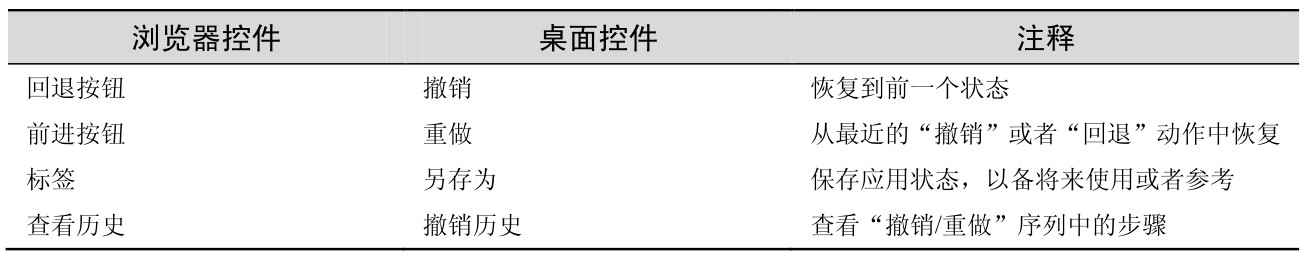 浏览器控件 桌面控件 注释
回退按钮 撤销 恢复到前一个状态
前进按钮 重做 从最近的“撤销”或者“回退”动作中恢复
标签 另存为 保存应用状态，以备将来使用或者参考
查看历史 撤销历史 查看“撤销/重做”序列中的步骤